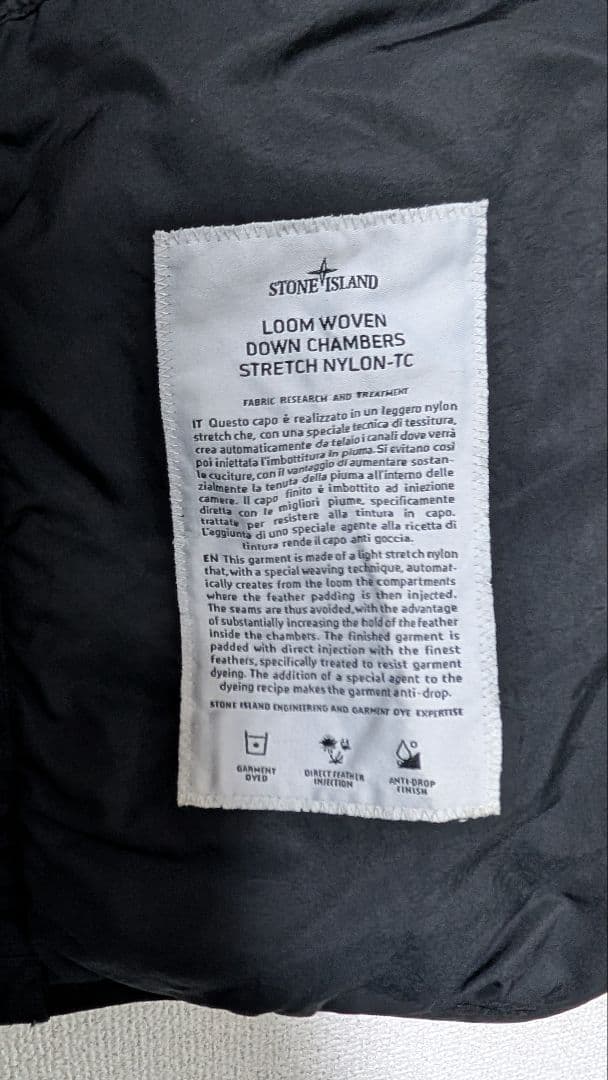 STONE ISLAND
LOOM WOVEN
DOWN CHAMBERS
STRETCH NYLON-TC
FABRIC RESEARCH AND TREATMENT
IT Questo capo è realizzato in un leggero nylon
stretch che, con una speciale tecnica di tessitura,
crea automaticamente da telaio i canali dove verrà
poi iniettata l'imbottitura in piuma. Si evitano così
le cuciture, con il vantaggio di aumentare sostan-
zialmente la tenuta della piuma all'interno delle
camere. Il capo finito è imbottito ad iniezione
diretta con le migliori piume, specificamente
trattate per resistere alla tintura in capo.
L'aggiunta di uno speciale agente alla ricetta di
tintura rende il capo anti goccia.
EN This garment is made of a light stretch nylon
that, with a special weaving technique, automat-
ically creates from the loom the compartments
where the feather padding is then injected.
The seams are thus avoided, with the advantage
of substantially increasing the hold of the feather
inside the chambers. The finished garment is
padded with direct injection with the finest
feathers, specifically treated to resist garment
dyeing. The addition of a special agent to the
dyeing recipe makes the garment anti-drop.
STONE ISLAND ENGINEERING AND GARMENT DYE EXPERTISE
GARMENT
DYED
DIRECT FEATHER
INJECTION
ANTI-DROP
FINISH